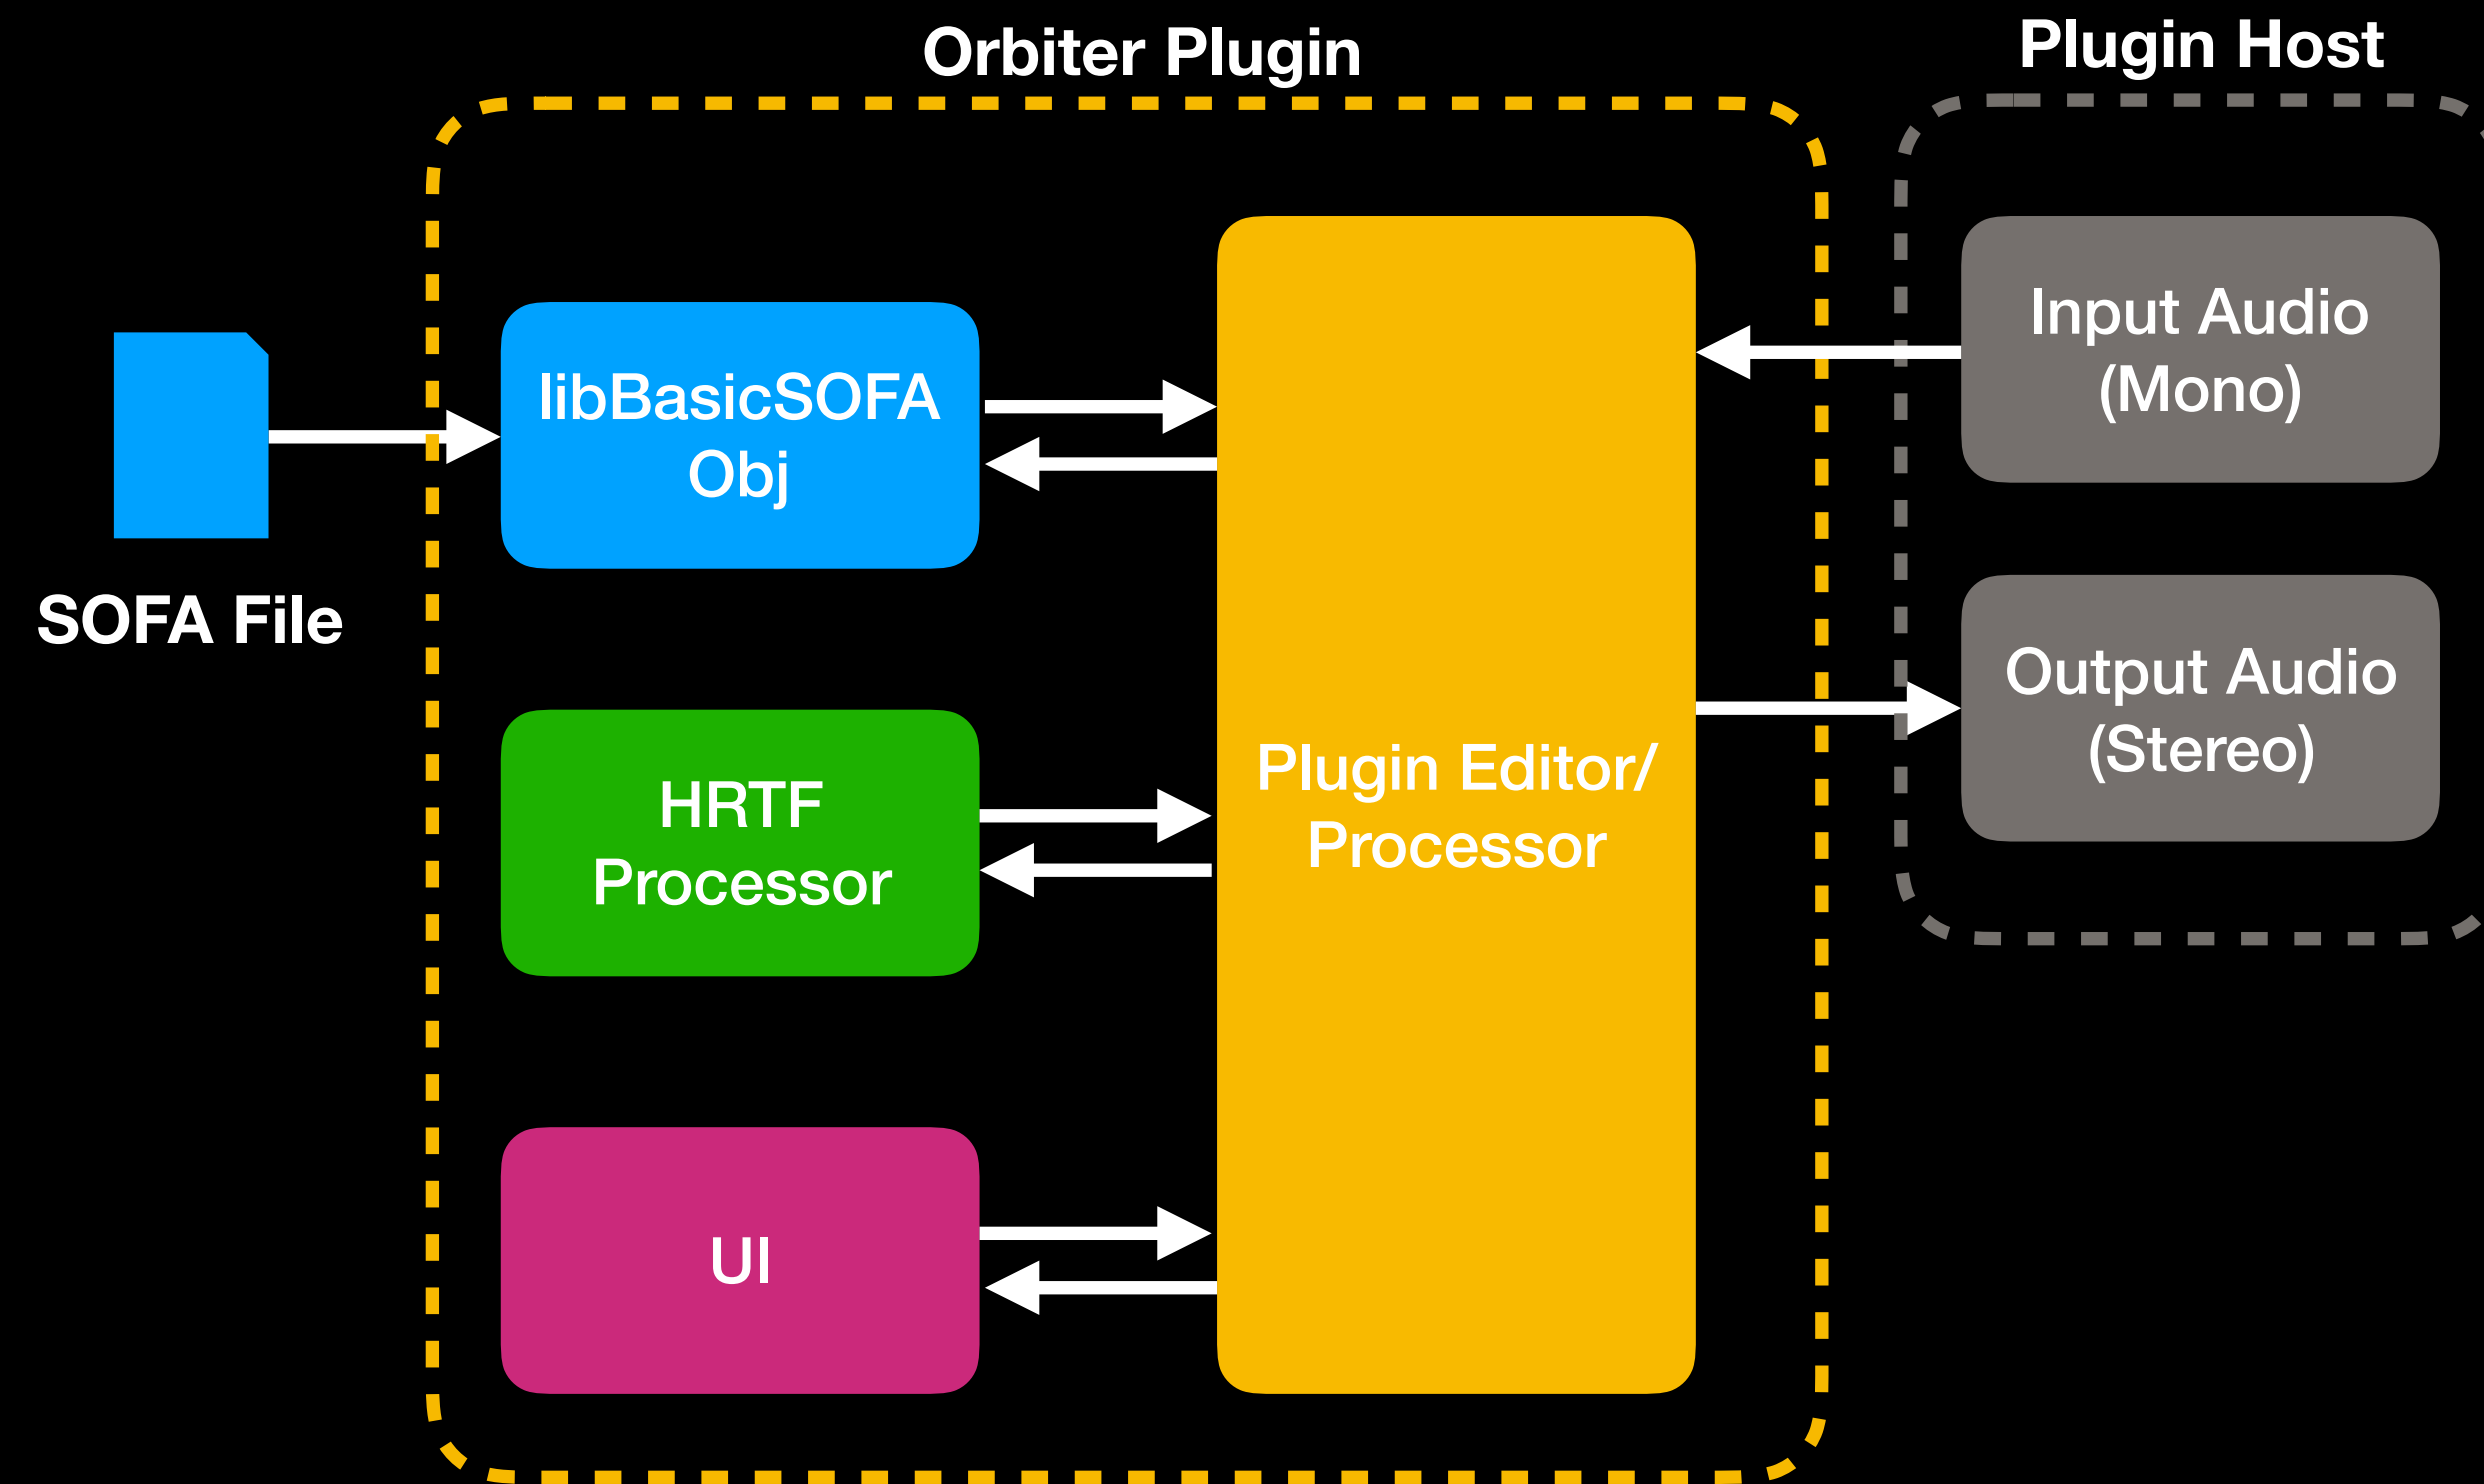 Orbiter Plugin
Plugin Host
SOFA File
libBasicSOFA
Obj
HRTF
Processor
UI
Plugin Editor/
Processor
Input Audio
(Mono)
Output Audio
(Stereo)